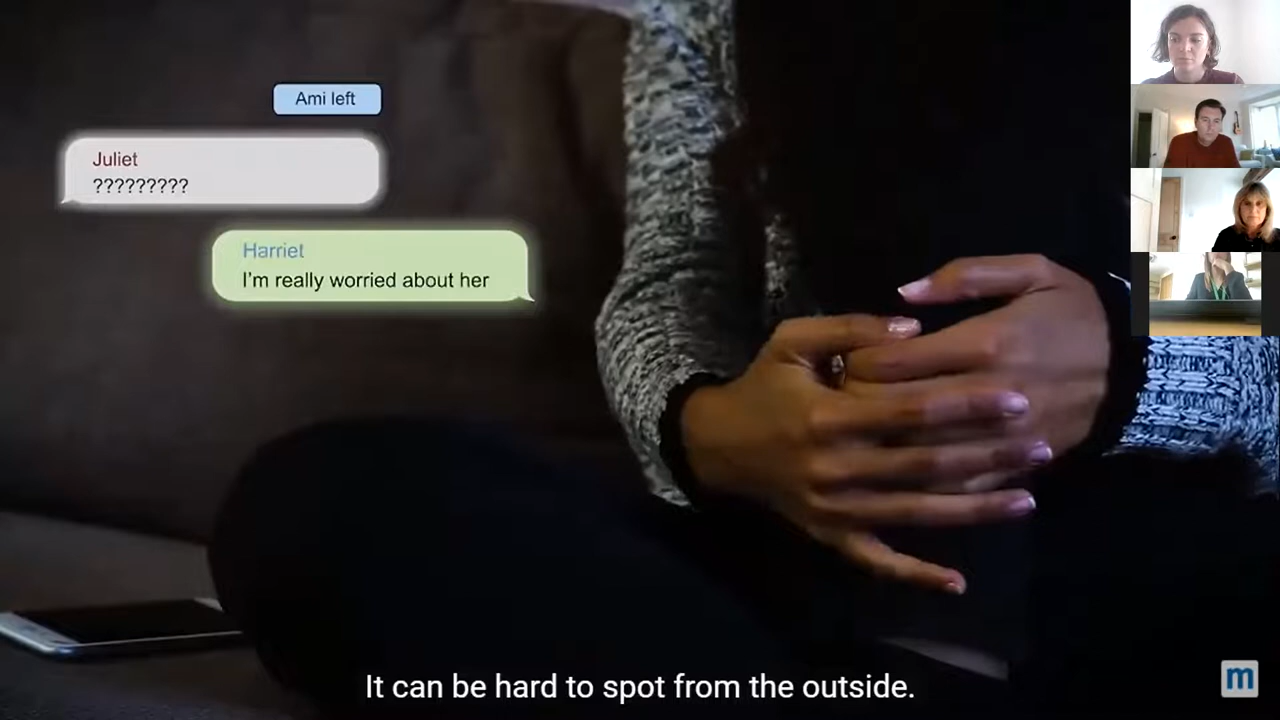 Ami left
Juliet
?????????
Harriet
I'm really worried about her
It can be hard to spot from the outside.
m